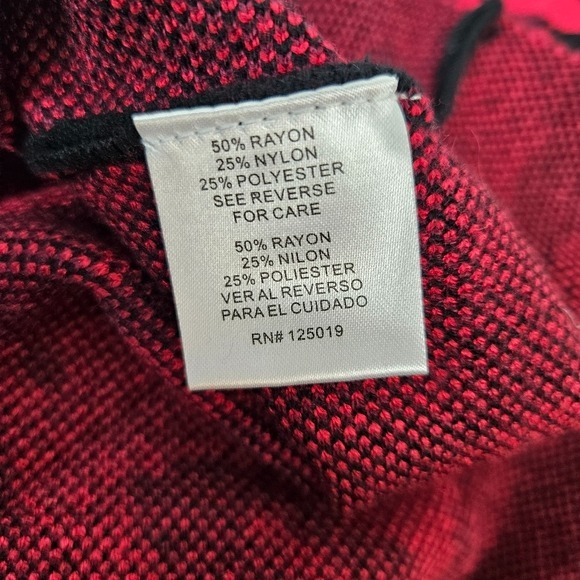 50% RAYON
25% NYLON
25% POLYESTER
SEE REVERSE
FOR CARE
50% RAYON
25% NILON
25% POLIESTER
VER AL REVERSO
PARA EL CUIDADO
RN# 125019